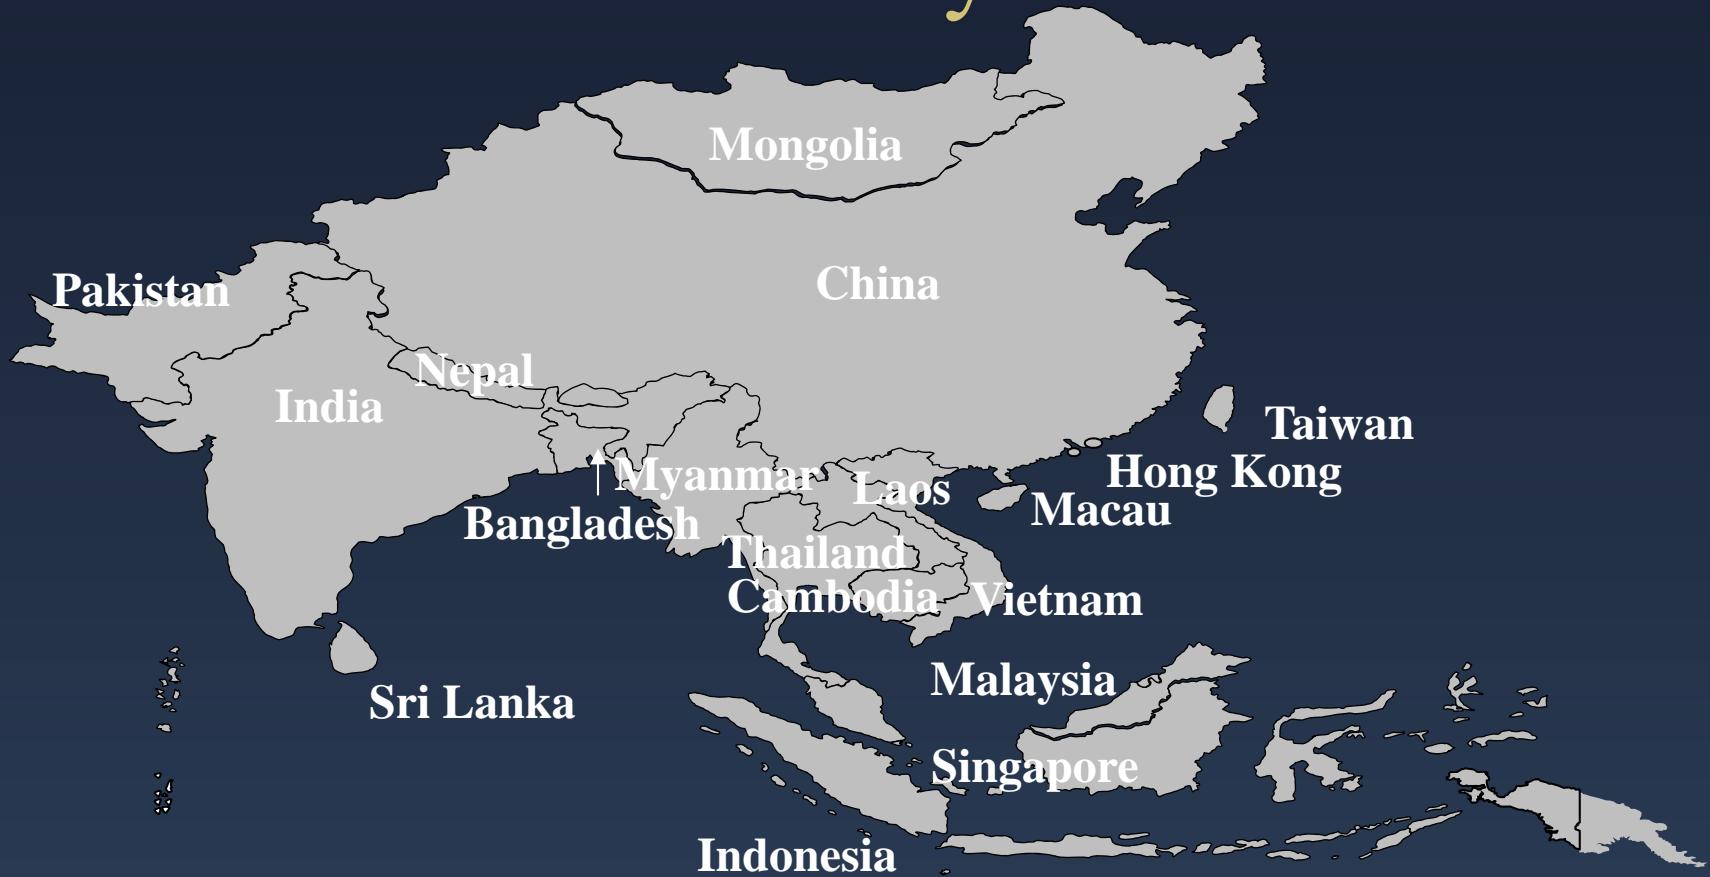 Mongolia
China
Pakistan
Nepal
India
Taiwan
Hong Kong
Myanmar
Laos
Macau
Bangladesh
Thailand
Cambodia
Vietnam
Malaysia
Sri Lanka
Singapore
Indonesia